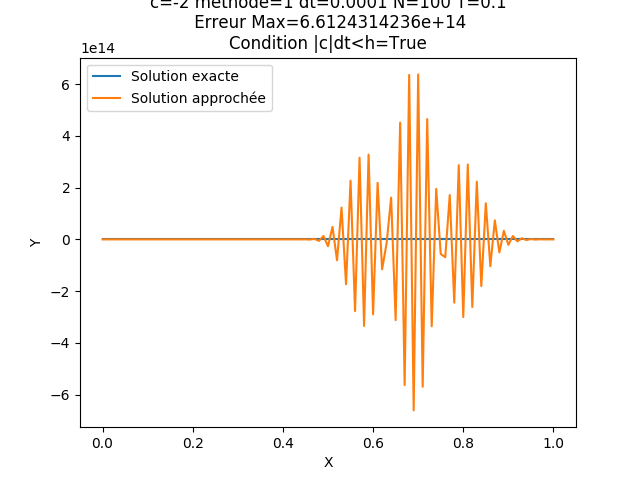 c=-2 methode=1 dt=0.0001 N=100 T=0.1
Erreur Max=6.6124314236e+14
Condition |c|dt<h=True
1e14
Solution exacte
Solution approchée
6
4
2
0
−2
−4
−6
Y
0.0 0.2 0.4 0.6 0.8 1.0
X